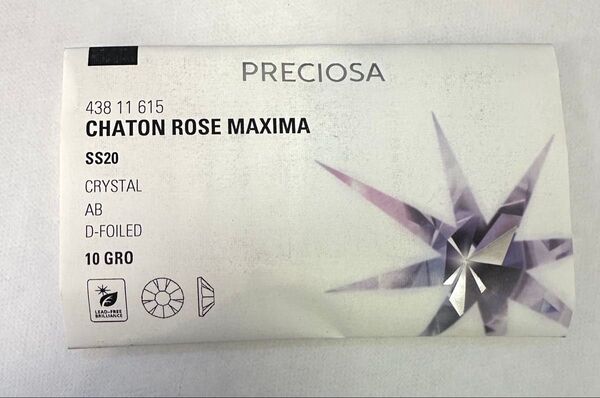 PRECIOSA
438 11 615
CHATON ROSE MAXIMA
SS20
CRYSTAL
AB
D-FOILED
10 GRO
LEAD-FREE
BRILLIANCE